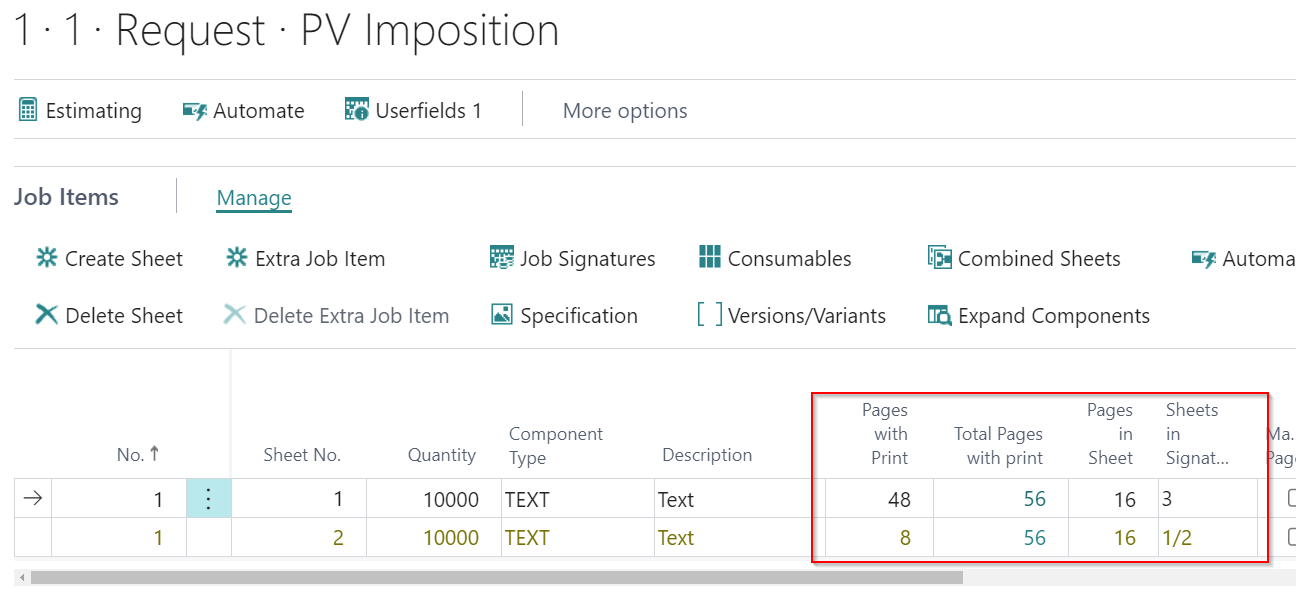 1 · 1 · Request · PV Imposition
Estimating Automate Userfields 1 More options
Job Items Manage
Create Sheet Extra Job Item Job Signatures Consumables Combined Sheets Automa
Delete Sheet Delete Extra Job Item Specification Versions/Variants Expand Components
No. ↑ Sheet No. Quantity Component Type Description Pages with Print Total Pages with print Pages in Sheet Sheets in Signat... Ma. Page
→ 1 1 10000 TEXT Text 48 56 16 3
1 2 10000 TEXT Text 8 56 16 1/2